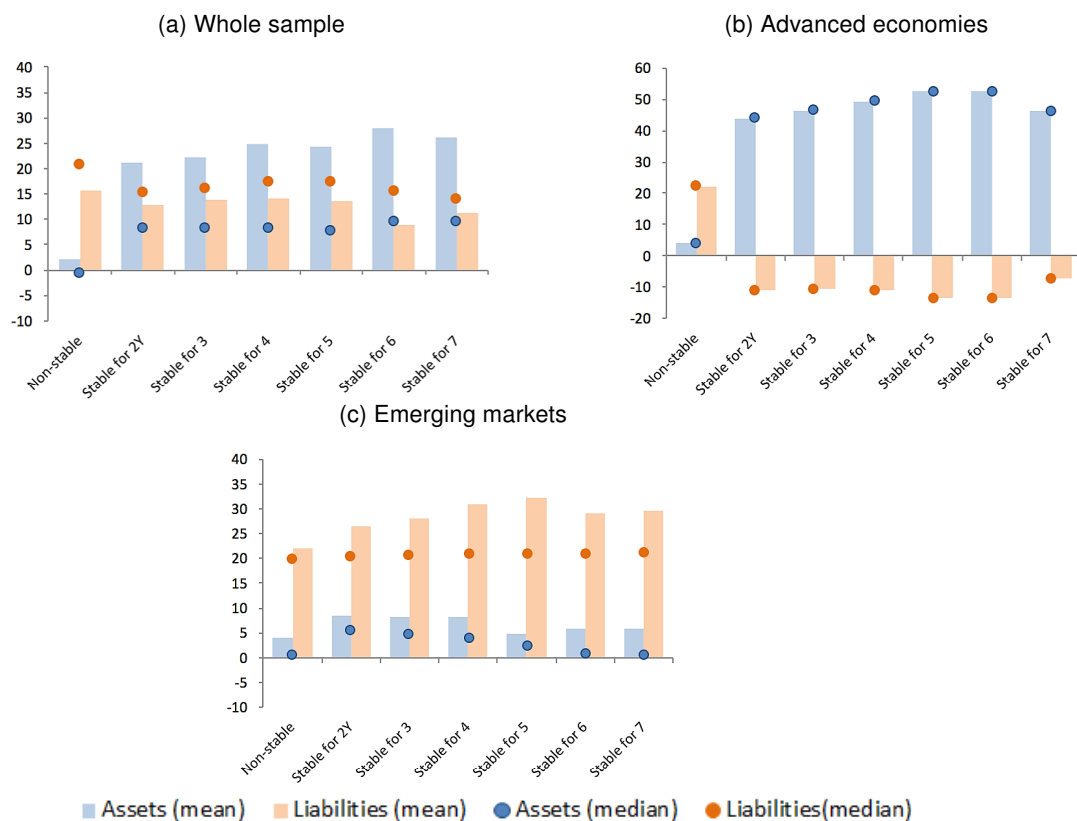 (a) Whole sample
40
35
30
25
20
15
10
5
0
-5
-10
Non-stable
Stable for 2Y
Stable for 3
Stable for 4
Stable for 5
Stable for 6
Stable for 7
(b) Advanced economies
60
50
40
30
20
10
0
-10
-20
Non-stable
Stable for 2Y
Stable for 3
Stable for 4
Stable for 5
Stable for 6
Stable for 7
(c) Emerging markets
40
35
30
25
20
15
10
5
0
-5
-10
Non-stable
Stable for 2Y
Stable for 3
Stable for 4
Stable for 5
Stable for 6
Stable for 7
Assets (mean) Liabilities (mean) Assets (median) Liabilities(median)